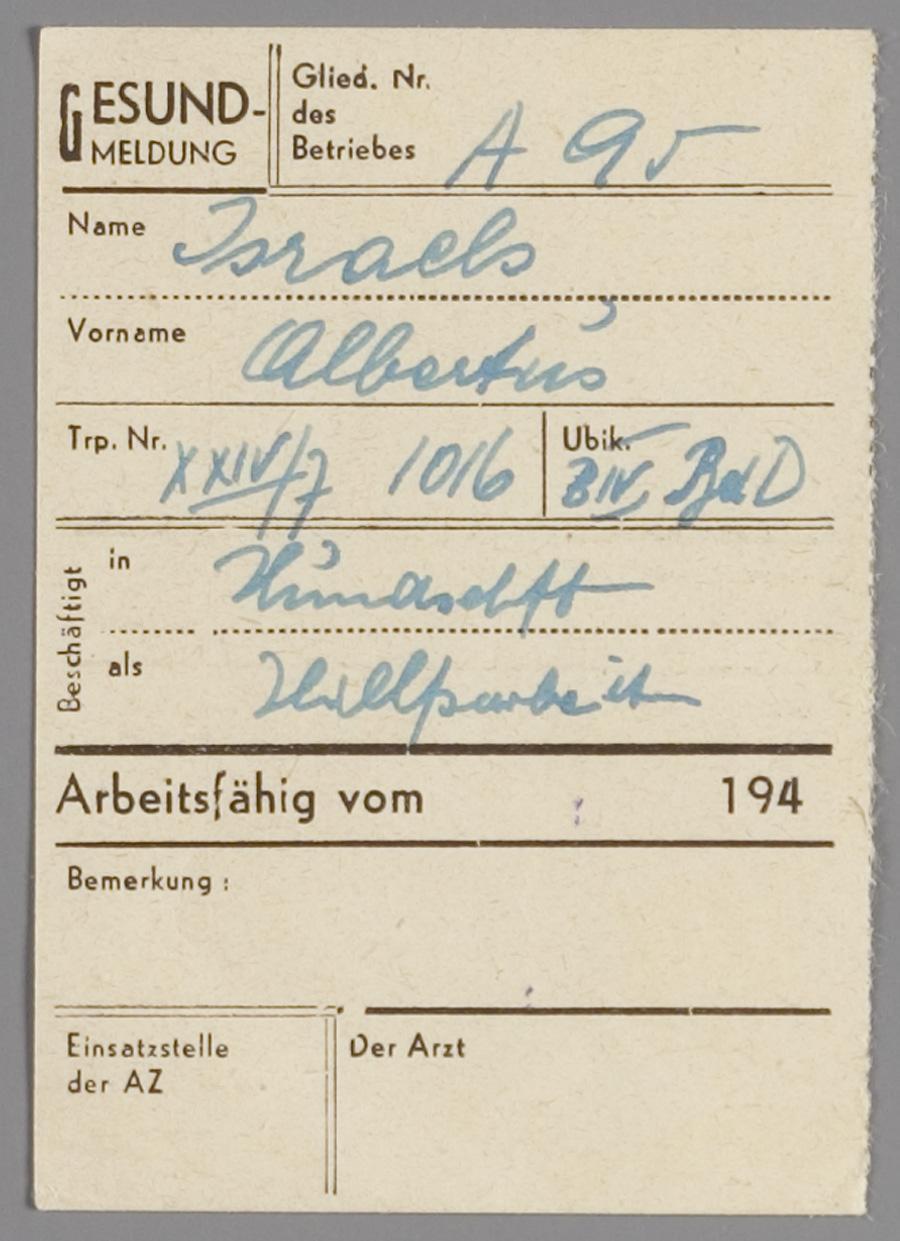 GESUND-
MELDUNG
Glied. Nr.
des
Betriebes A 95
Name Israels
Vorname Albertus
Trp. Nr. XXIV/7 1016
Ubik. BIV,
Beschäftigt
in
als
Arbeitsfähig vom 194
Bemerkung :
Einsatzstelle
der AZ
Der Arzt